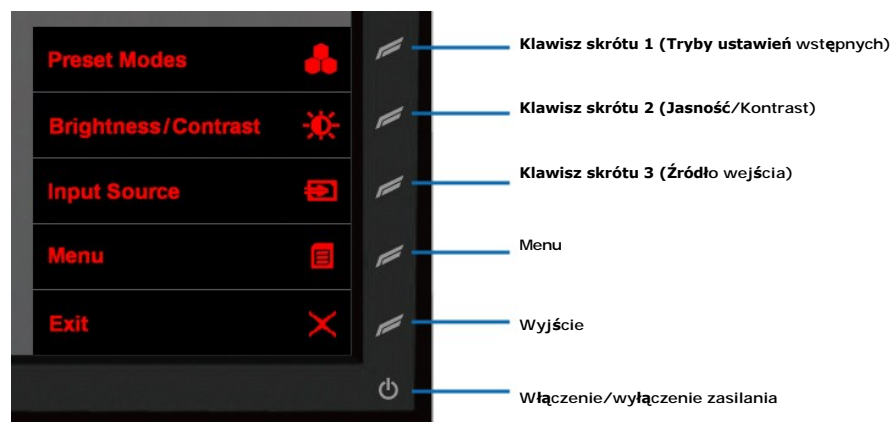 Preset Modes
Klawisz skrótu 1 (Tryby ustawień wstępnych)
Brightness/Contrast
Klawisz skrótu 2 (Jasność/Kontrast)
Input Source
Klawisz skrótu 3 (Źródło wejścia)
Menu
Menu
Exit
Wyjście
Włączenie/wyłączenie zasilania